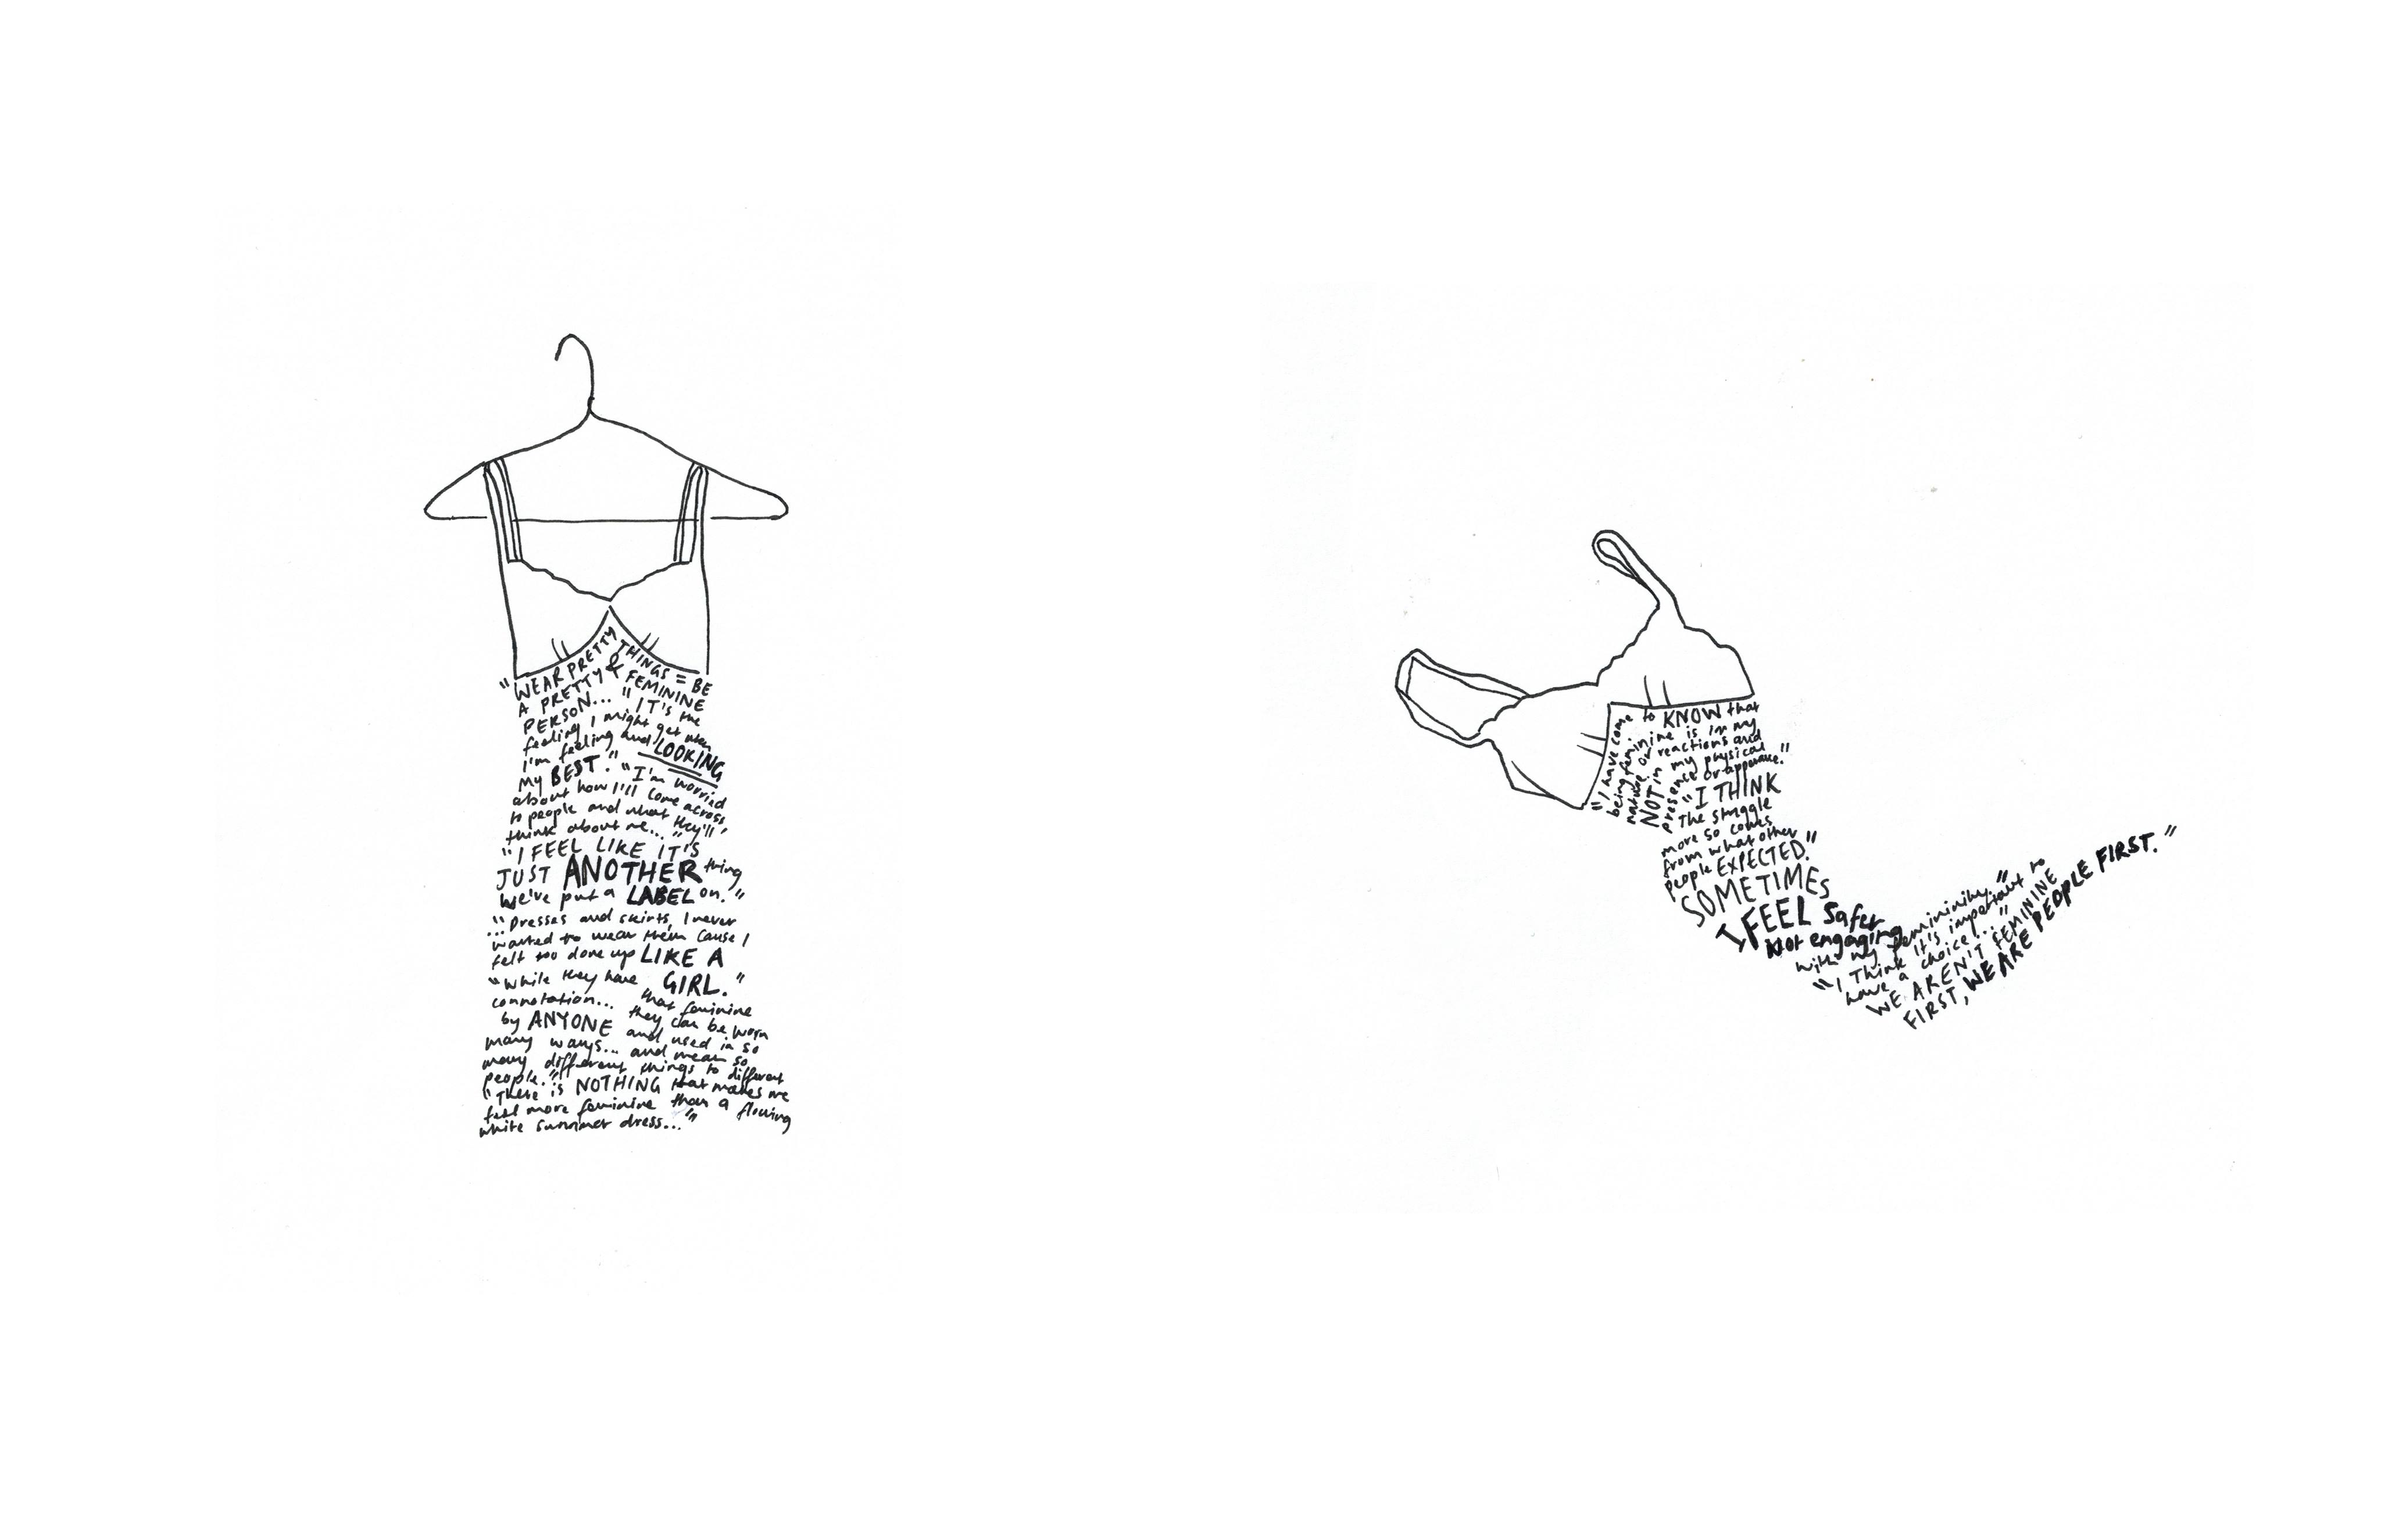 "WEAR PRETTY THINGS = BE
A PRETTY & FEMININE
PERSON... "IT'S the
feeling I might get when
I'm feeling and LOOKING
My BEST." "I'm worried
about how I'll come across
to people and what they'll
think about me..."
"I FEEL LIKE IT'S
JUST ANOTHER thing
we've put a LABEL on."
"...Dresses and skirts, I never
wanted to wear them cause I
felt too done up LIKE A
GIRL."
"While they have that feminine
connotation... they can be worn
by ANYONE and used in so
many ways... and mean so
many different things to different
people."
"There is NOTHING that makes me
feel more feminine than a flowing
white summer dress..."
"I have come to KNOW that
being feminine is in my
nature or reactions and
NOT in my physical
presence or appearance."
"I THINK
the struggle
more so comes
from what other
people EXPECTED."
SOMETIMES
I FEEL safer
not engaging
with my femininity."
"I think it's important to
have a choice..."
WE AREN'T FEMININE
FIRST, WE ARE PEOPLE FIRST."